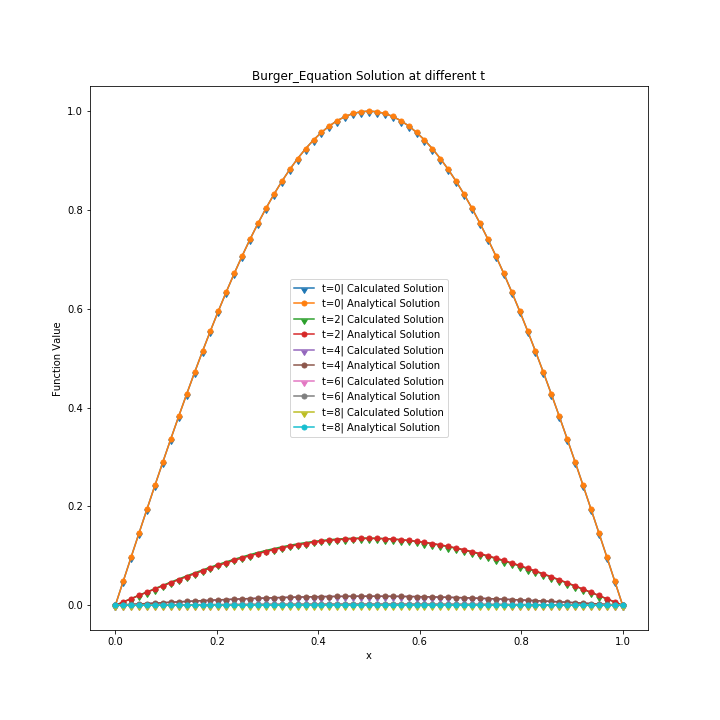 Burger_Equation Solution at different t
1.0
0.8
0.6
0.4
0.2
0.0
Function Value
t=0| Calculated Solution
t=0| Analytical Solution
t=2| Calculated Solution
t=2| Analytical Solution
t=4| Calculated Solution
t=4| Analytical Solution
t=6| Calculated Solution
t=6| Analytical Solution
t=8| Calculated Solution
t=8| Analytical Solution
0.0 0.2 0.4 0.6 0.8 1.0
x